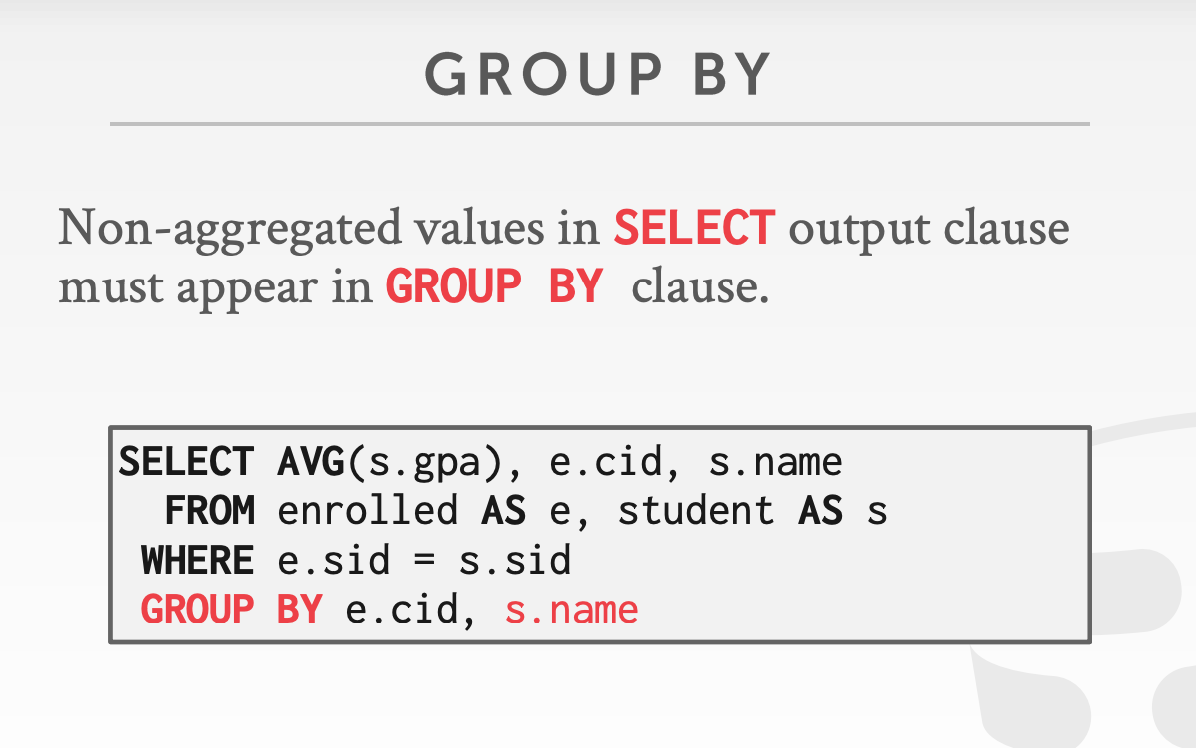 GROUP BY
Non-aggregated values in SELECT output clause
must appear in GROUP BY clause.
SELECT AVG(s.gpa), e.cid, s.name
FROM enrolled AS e, student AS s
WHERE e.sid = s.sid
GROUP BY e.cid, s.name